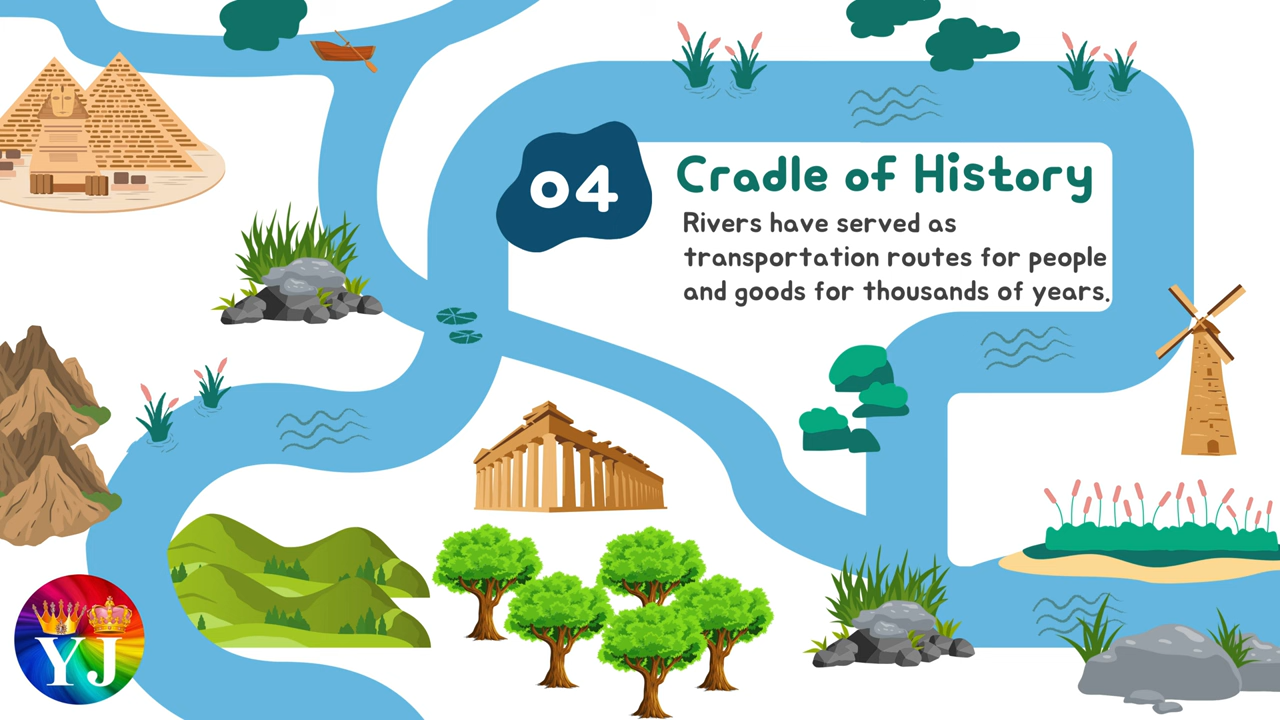 04
Cradle of History
Rivers have served as
transportation routes for people
and goods for thousands of years.
YJ